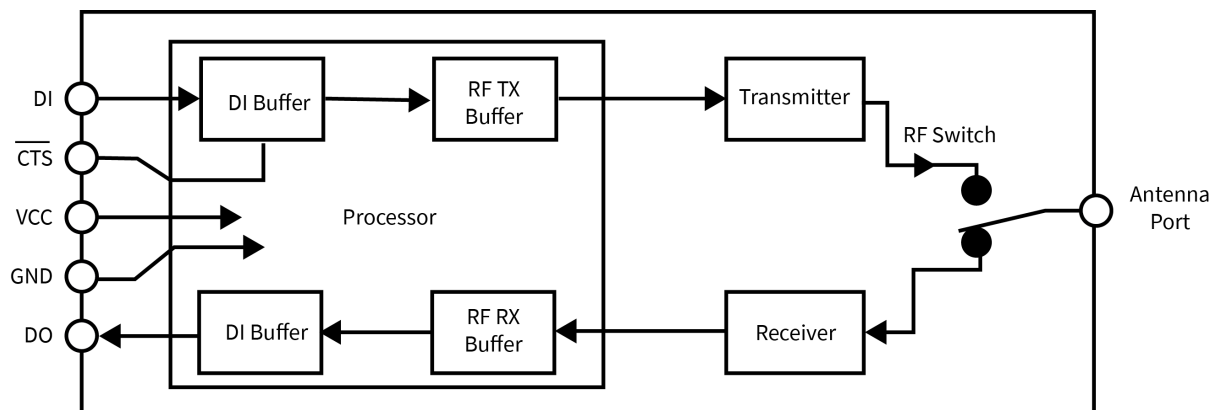 DI
DI Buffer
RF TX
Buffer
Transmitter
RF Switch
CTS
VCC
Processor
Antenna
Port
GND
DO
DI Buffer
RF RX
Buffer
Receiver